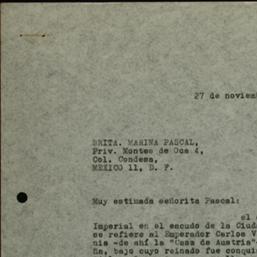 27 de noviem
SRITA. MARINA PASCAL,
Priv. Montes de Oca 4,
Col. Condesa,
MEXICO 11, D. F.
Muy estimada señorita Pascal:
el
Imperial en el escudo de la Ciuda
se refiere al Emperador Carlos V
nia -de ahí la "Casa de Austria"
ña, bajo cuyo reinado fue conqui